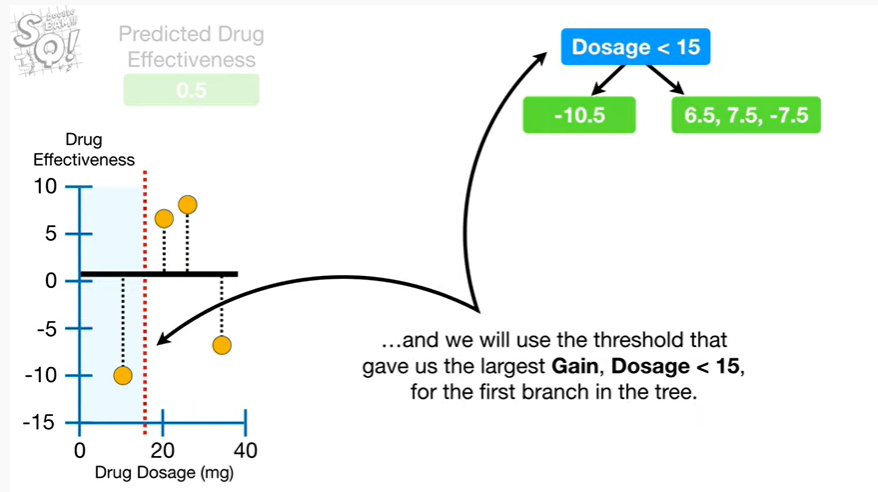 SQ!
BAM!
Predicted Drug
Effectiveness
0.5
Dosage < 15
-10.5
6.5, 7.5, -7.5
Drug
Effectiveness
10
5
0
-5
-10
-15
0
20
40
Drug Dosage (mg)
…and we will use the threshold that
gave us the largest Gain, Dosage < 15,
for the first branch in the tree.